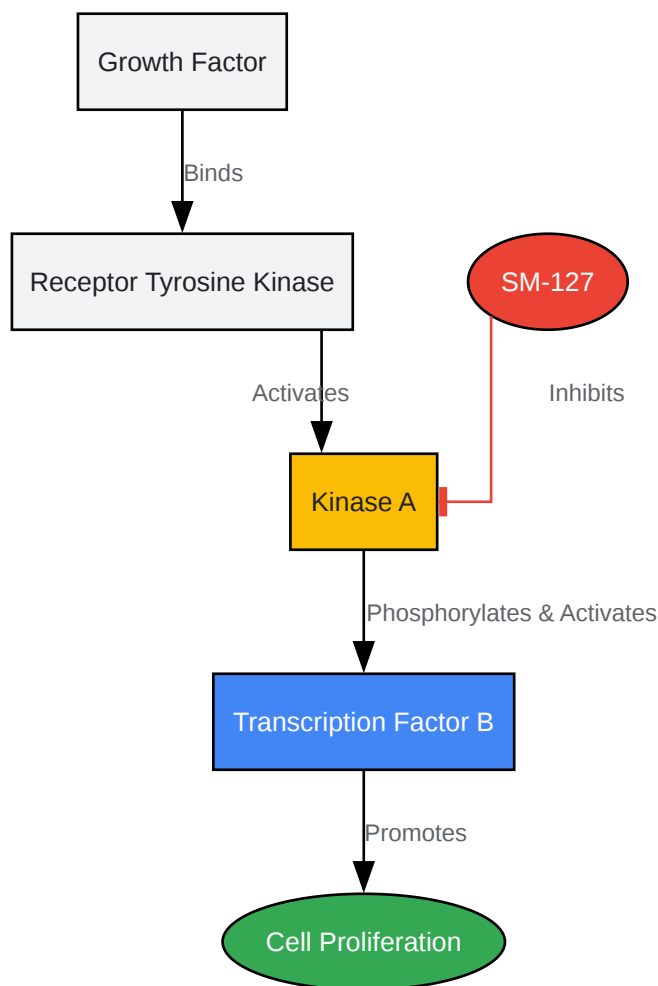 Growth Factor
Binds
Receptor Tyrosine Kinase
SM-127
Activates
Inhibits
Kinase A
Phosphorylates & Activates
Transcription Factor B
Promotes
Cell Proliferation